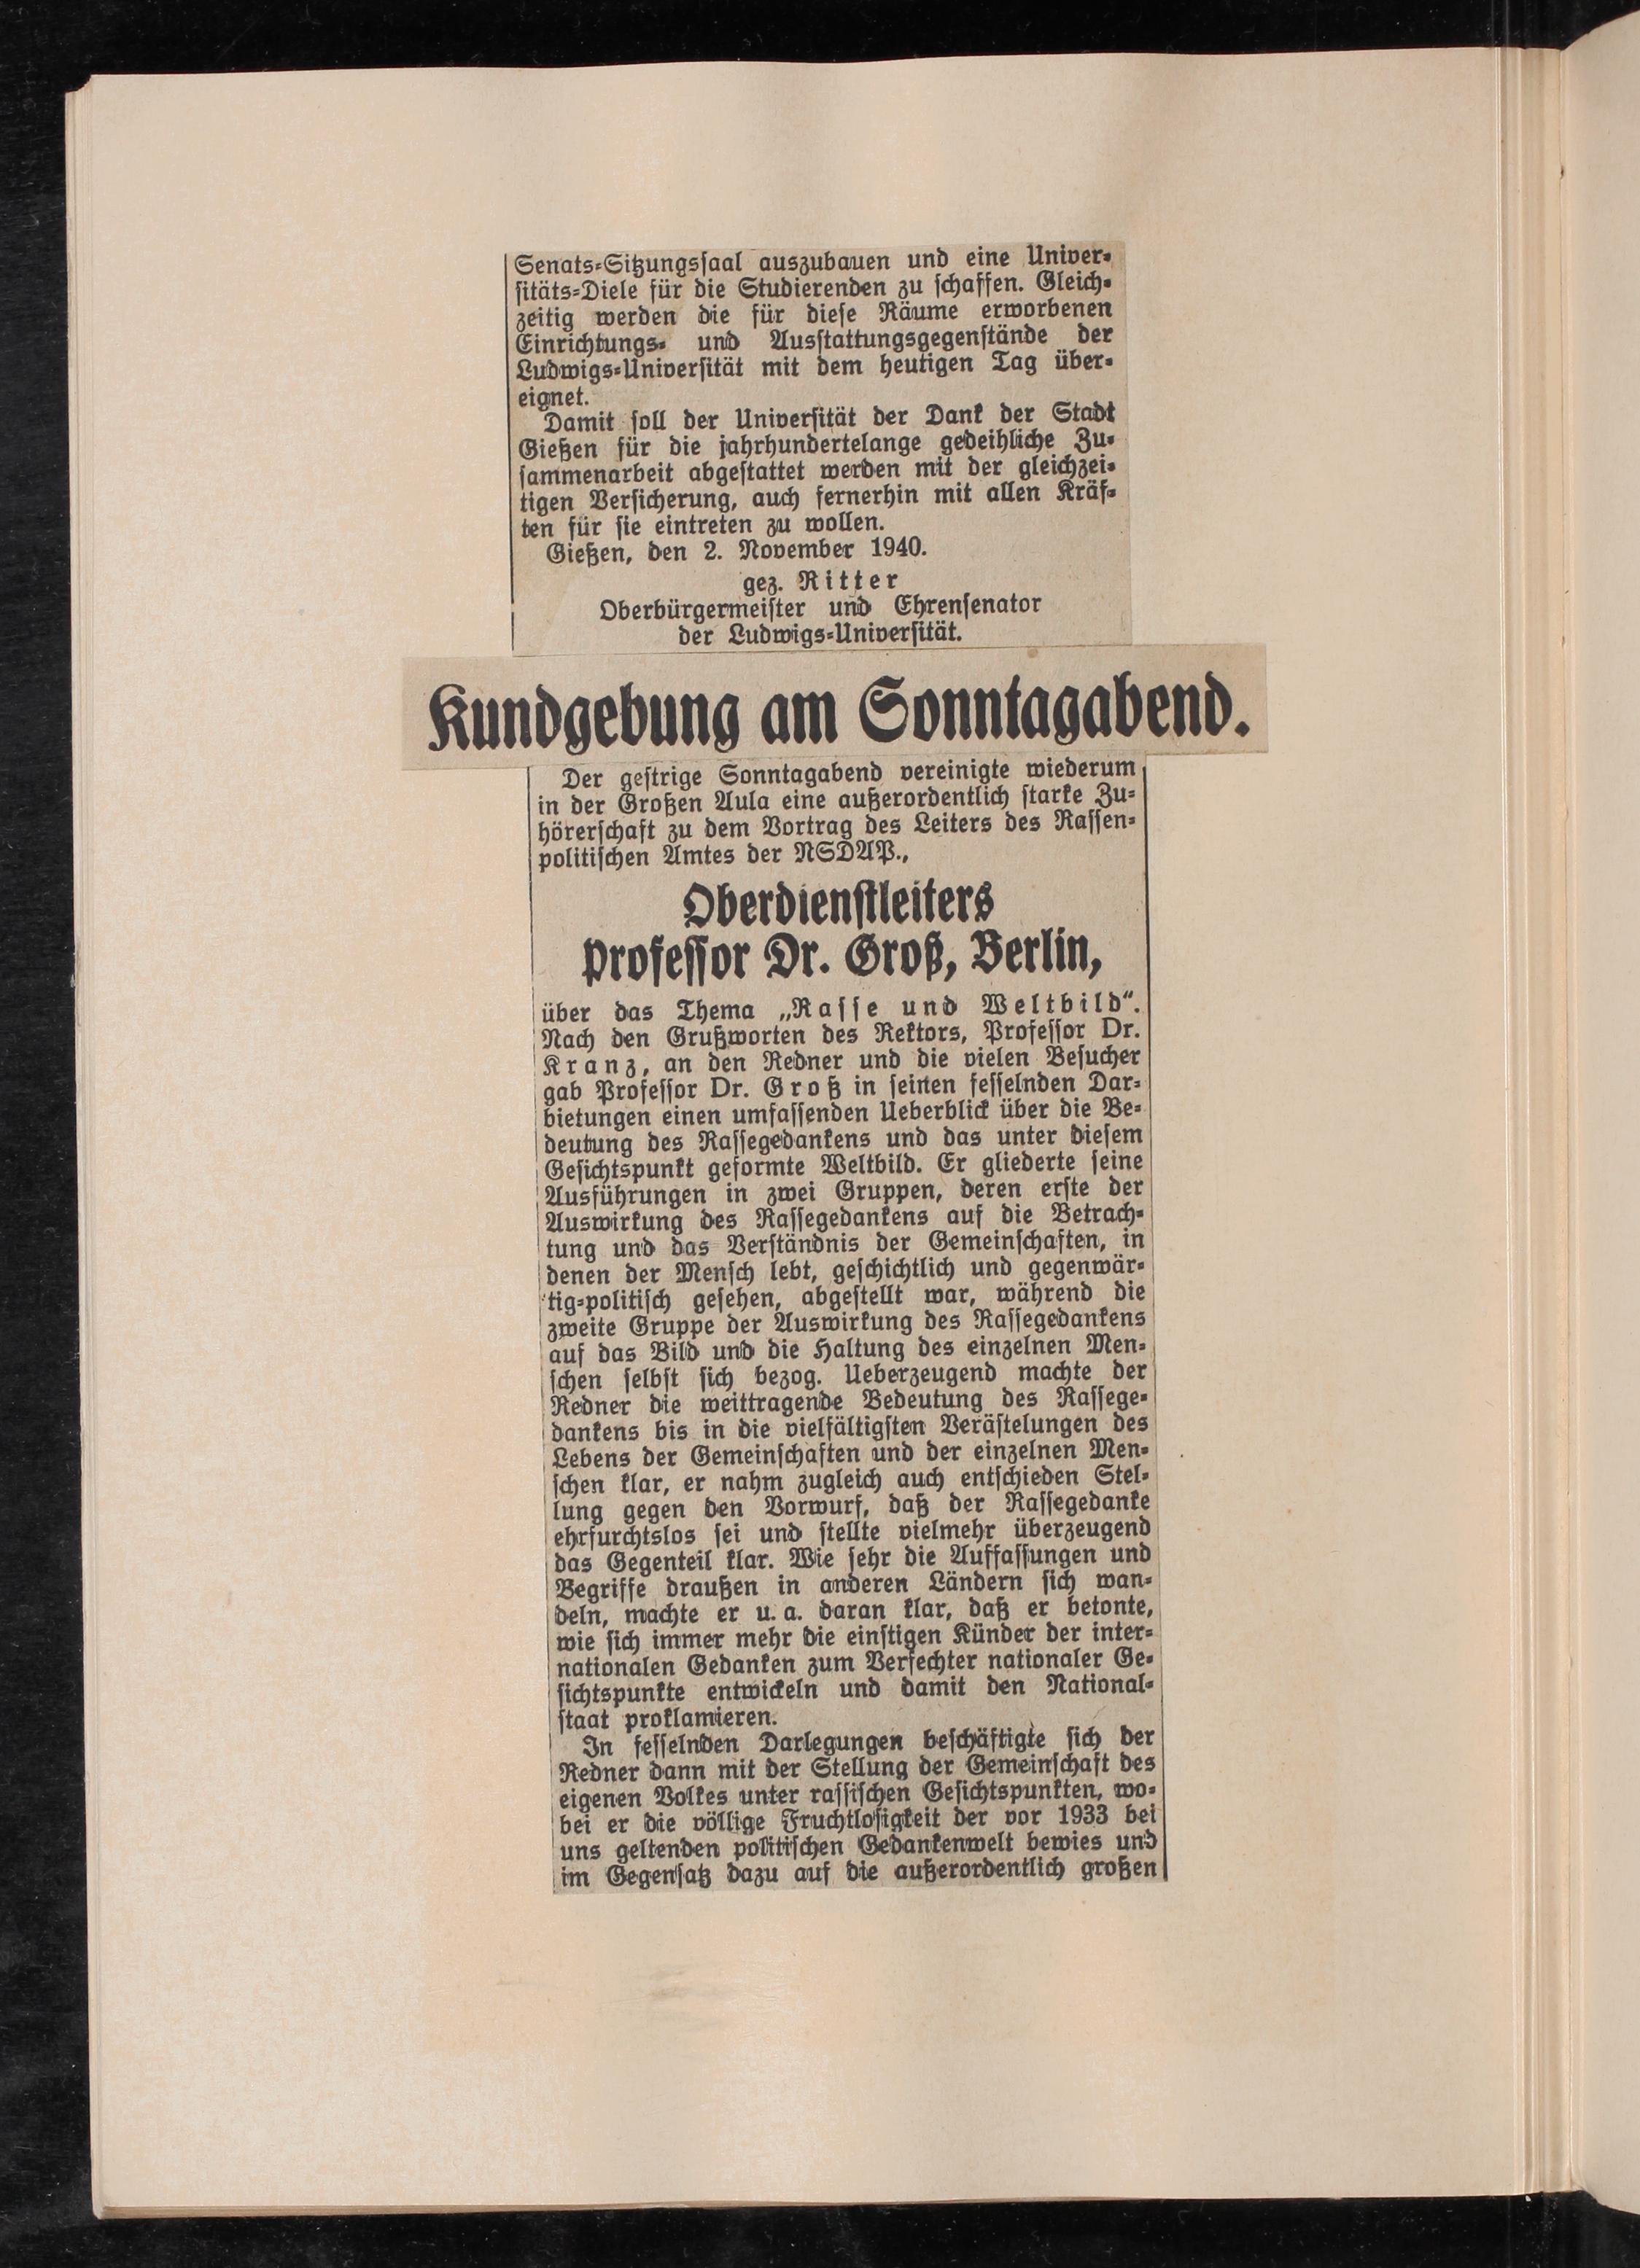 Senats-Sitzungssaal auszubauen und eine Univer-
sitäts-Diele für die Studierenden zu schaffen. Gleich-
zeitig werden die für diese Räume erworbenen
Einrichtungs- und Ausstattungsgegenstände der
Ludwigs-Universität mit dem heutigen Tag über-
eignet.
Damit soll der Universität der Dank der Stadt
Gießen für die jahrhundertelange gedeihliche Zu-
sammenarbeit abgestattet werden mit der gleichzei-
tigen Versicherung, auch fernerhin mit allen Kräf-
ten für sie eintreten zu wollen.
Gießen, den 2. November 1940.
gez. Ritter
Oberbürgermeister und Ehrensenator
der Ludwigs-Universität.
Kundgebung am Sonntagabend.
Der gestrige Sonntagabend vereinigte wiederum
in der Großen Aula eine außerordentlich starke Zu-
hörerschaft zu dem Vortrag des Leiters des Rassen-
politischen Amtes der NSDAP.,
Oberdienstleiters
Professor Dr. Groß, Berlin,
über das Thema „Rasse und Weltbild“.
Nach den Grußworten des Rektors, Professor Dr.
Kranz, an den Redner und die vielen Besucher
gab Professor Dr. Groß in seinen fesselnden Dar-
bietungen einen umfassenden Ueberblick über die Be-
deutung des Rassegedankens und das unter diesem
Gesichtspunkt geformte Weltbild. Er gliederte seine
Ausführungen in zwei Gruppen, deren erste der
Auswirkung des Rassegedankens auf die Betrach-
tung und das Verständnis der Gemeinschaften, in
denen der Mensch lebt, geschichtlich und gegenwär-
tig-politisch gesehen, abgestellt war, während die
zweite Gruppe der Auswirkung des Rassegedankens
auf das Bild und die Haltung des einzelnen Men-
schen selbst sich bezog. Ueberzeugend machte der
Redner die weittragende Bedeutung des Rassege-
dankens bis in die vielfältigsten Verästelungen des
Lebens der Gemeinschaften und der einzelnen Men-
schen klar, er nahm zugleich auch entschieden Stel-
lung gegen den Vorwurf, daß der Rassegedanke
ehrfurchtslos sei und stellte vielmehr überzeugend
das Gegenteil klar. Wie sehr die Auffassungen und
Begriffe draußen in anderen Ländern sich wan-
deln, machte er u. a. daran klar, daß er betonte,
wie sich immer mehr die einstigen Künder der inter-
nationalen Gedanken zum Verfechter nationaler Ge-
sichtspunkte entwickeln und damit den National-
staat proklamieren.
In fesselnden Darlegungen beschäftigte sich der
Redner dann mit der Stellung der Gemeinschaft des
eigenen Volkes unter rassischen Gesichtspunkten, wo-
bei er die völlige Fruchtlosigkeit der vor 1933 bei
uns geltenden politischen Gedankenwelt bewies und
im Gegensatz dazu auf die außerordentlich großen